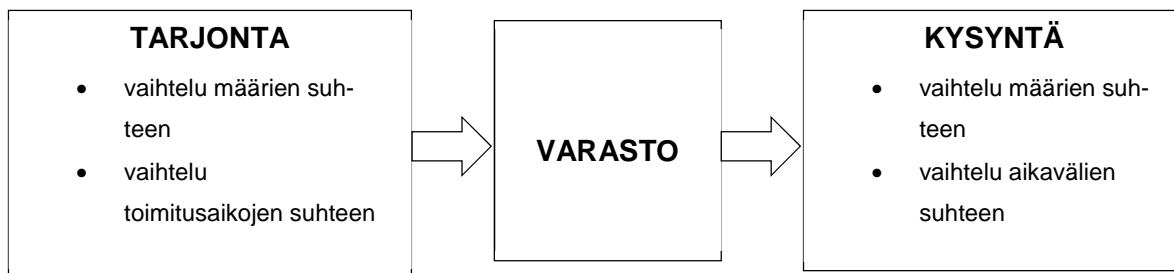 TARJONTA
• vaihtelu määrien suh-
teen
• vaihtelu
toimitusaikojen suhteen
VARASTO
KYSYNTÄ
• vaihtelu määrien suh-
teen
• vaihtelu aikavälien
suhteen